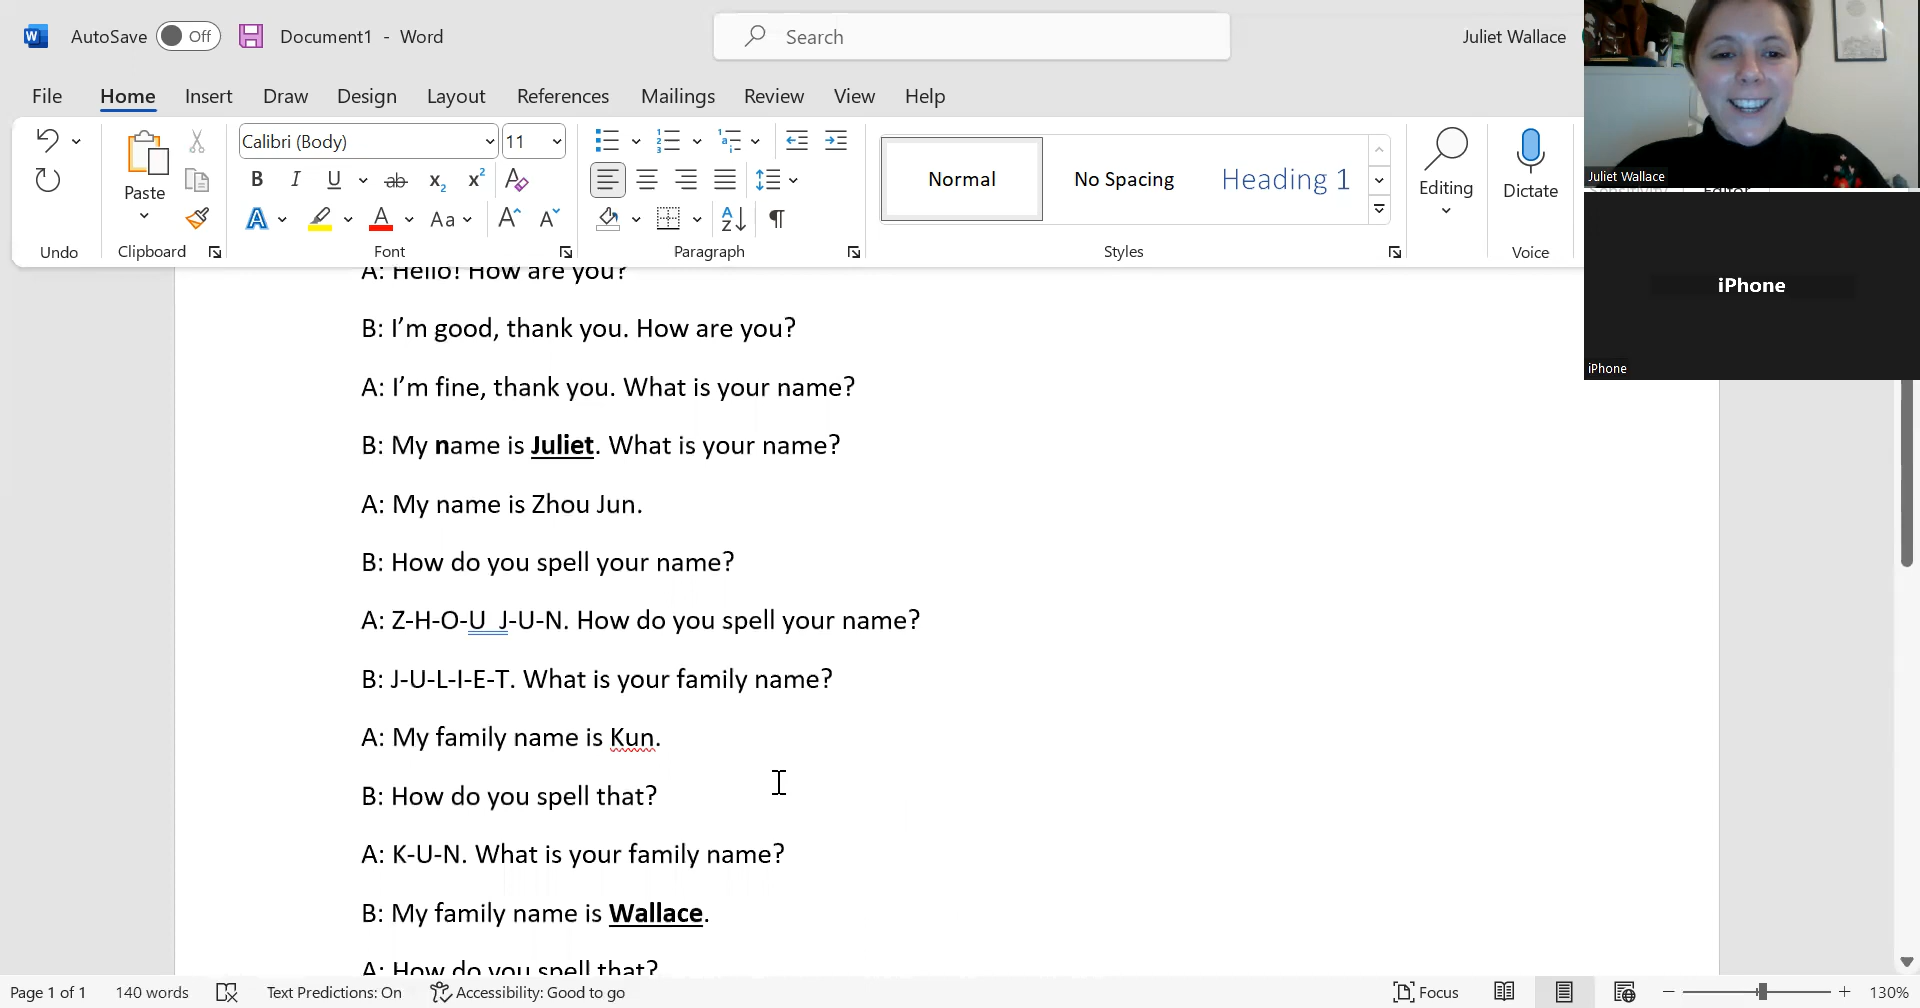 AutoSave Off Document1 - Word Search Juliet Wallace
File Home Insert Draw Design Layout References Mailings Review View Help
Calibri (Body) 11
Paste
Normal No Spacing Heading 1
Editing Dictate
Undo Clipboard Font Paragraph Styles Voice
Juliet Wallace
iPhone
iPhone
A: Hello! How are you?
B: I’m good, thank you. How are you?
A: I’m fine, thank you. What is your name?
B: My name is Juliet. What is your name?
A: My name is Zhou Jun.
B: How do you spell your name?
A: Z-H-O-U J-U-N. How do you spell your name?
B: J-U-L-I-E-T. What is your family name?
A: My family name is Kun.
B: How do you spell that?
A: K-U-N. What is your family name?
B: My family name is Wallace.
A: How do you spell that?
Page 1 of 1 140 words Text Predictions: On Accessibility: Good to go Focus 130%